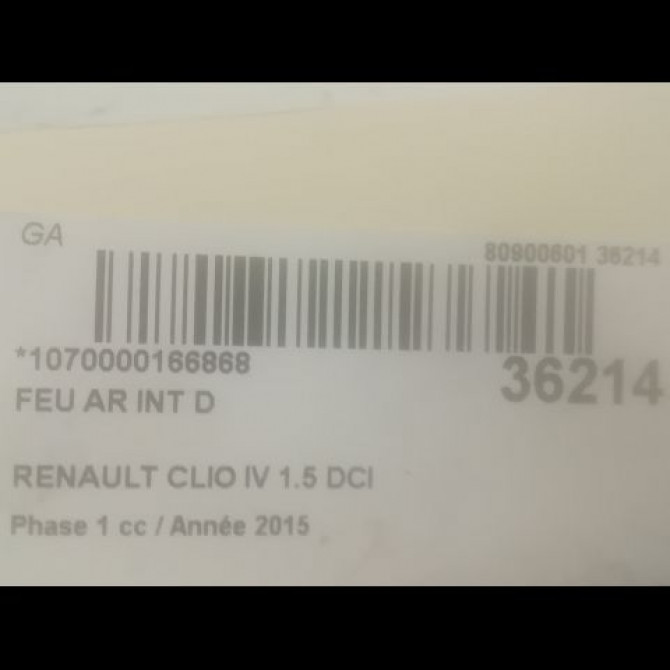 GA
80900601 36214
*1070000166868
36214
FEU AR INT D
RENAULT CLIO IV 1.5 DCI
Phase 1 cc / Année 2015